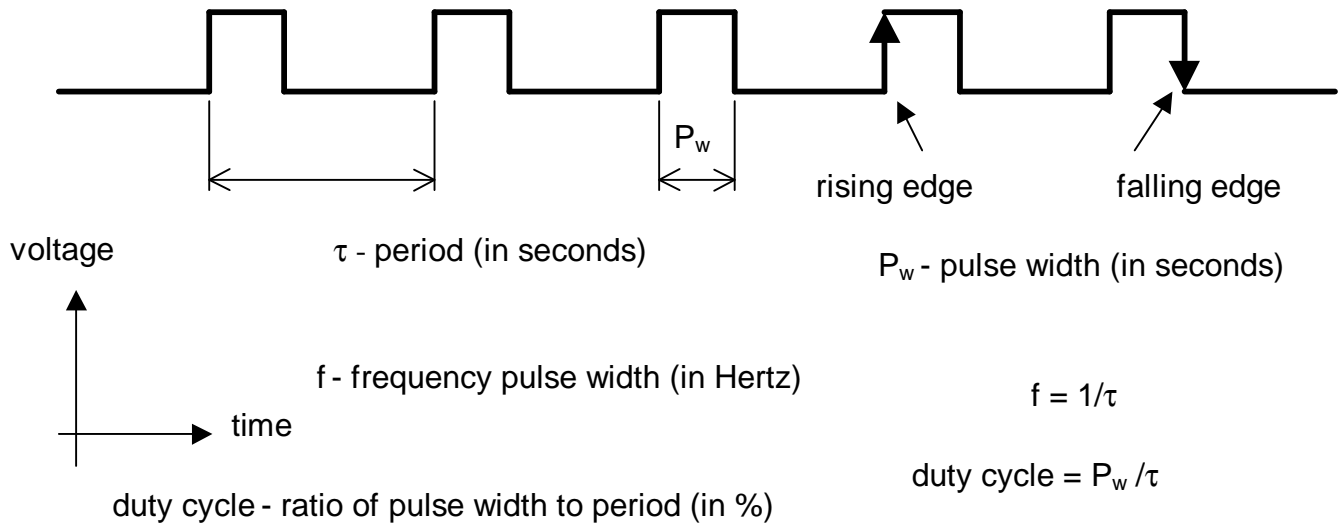 P_w
rising edge
falling edge
voltage
τ - period (in seconds)
P_w - pulse width (in seconds)
f - frequency pulse width (in Hertz)
f = 1/τ
time
duty cycle = P_w /τ
duty cycle - ratio of pulse width to period (in %)